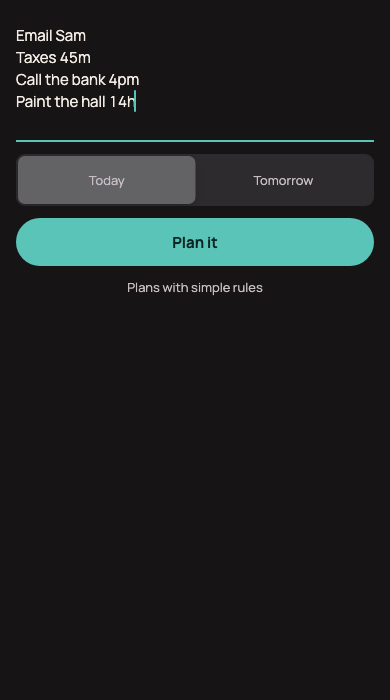 Email Sam
Taxes 45m
Call the bank 4pm
Paint the hall 14h
Today
Tomorrow
Plan it
Plans with simple rules